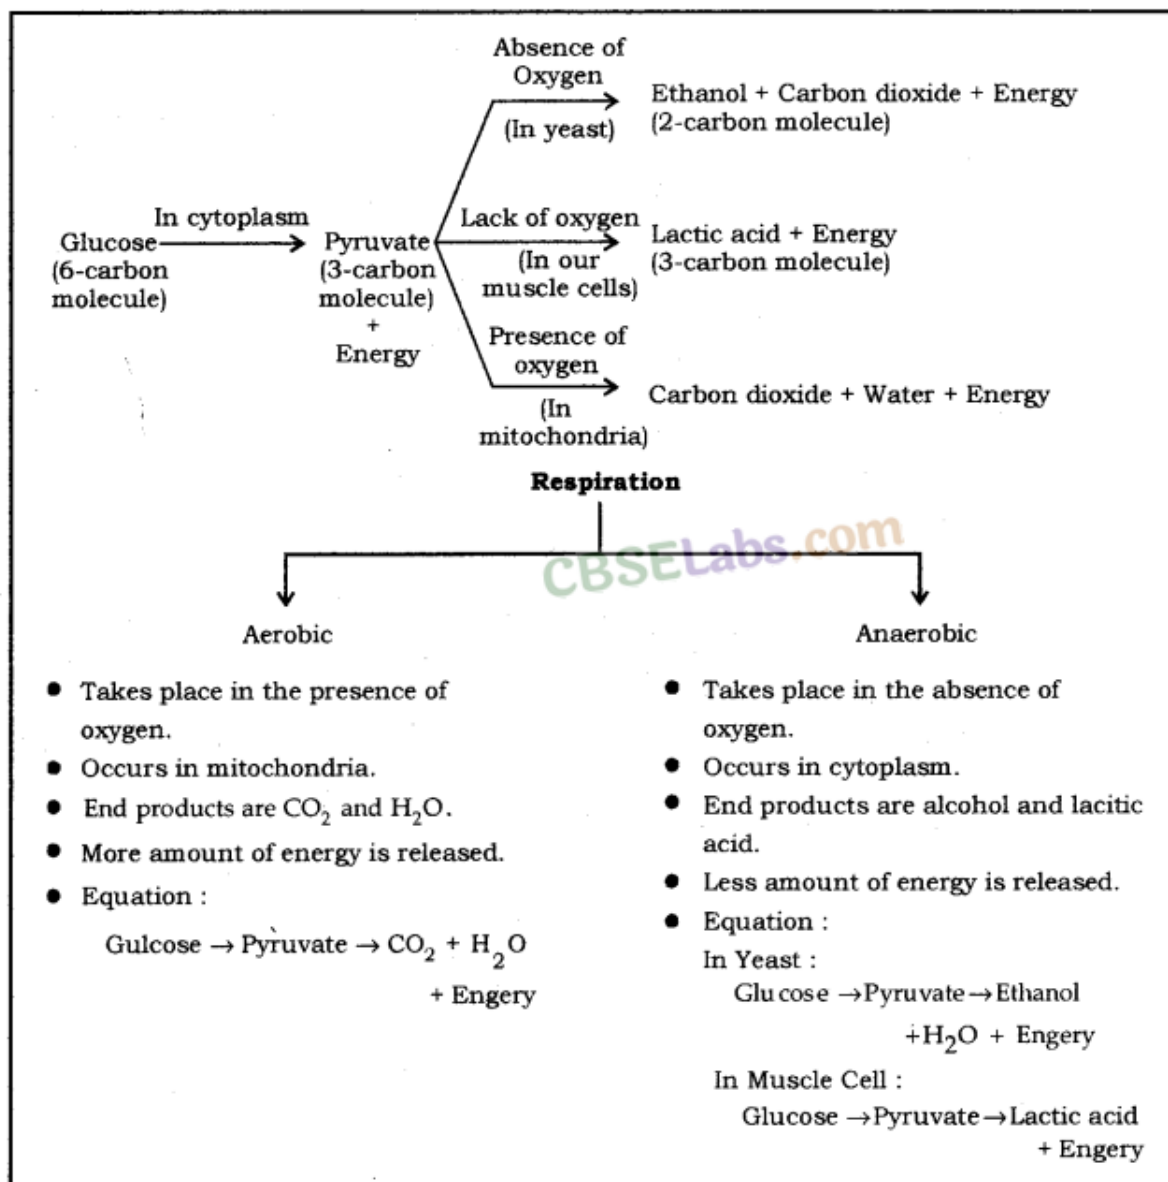 Absence of
Oxygen
Ethanol + Carbon dioxide + Energy
(2-carbon molecule)
(In yeast)
In cytoplasm
Glucose
(6-carbon
molecule)
Pyruvate
(3-carbon
molecule)
+
Energy
Lack of oxygen
(In our
muscle cells)
Lactic acid + Energy
(3-carbon molecule)
Presence of
oxygen
(In
mitochondria)
Carbon dioxide + Water + Energy
Respiration
CBSELabs.com
Aerobic
● Takes place in the presence of
oxygen.
● Occurs in mitochondria.
● End products are CO₂ and H₂O.
● More amount of energy is released.
● Equation :
Gulcose → Pyruvate → CO₂ + H₂O
+ Engery
Anaerobic
● Takes place in the absence of
oxygen.
● Occurs in cytoplasm.
● End products are alcohol and lacitic
acid.
● Less amount of energy is released.
● Equation :
In Yeast :
Glucose →Pyruvate→Ethanol
+H₂O + Engery
In Muscle Cell :
Glucose →Pyruvate→Lactic acid
+ Engery